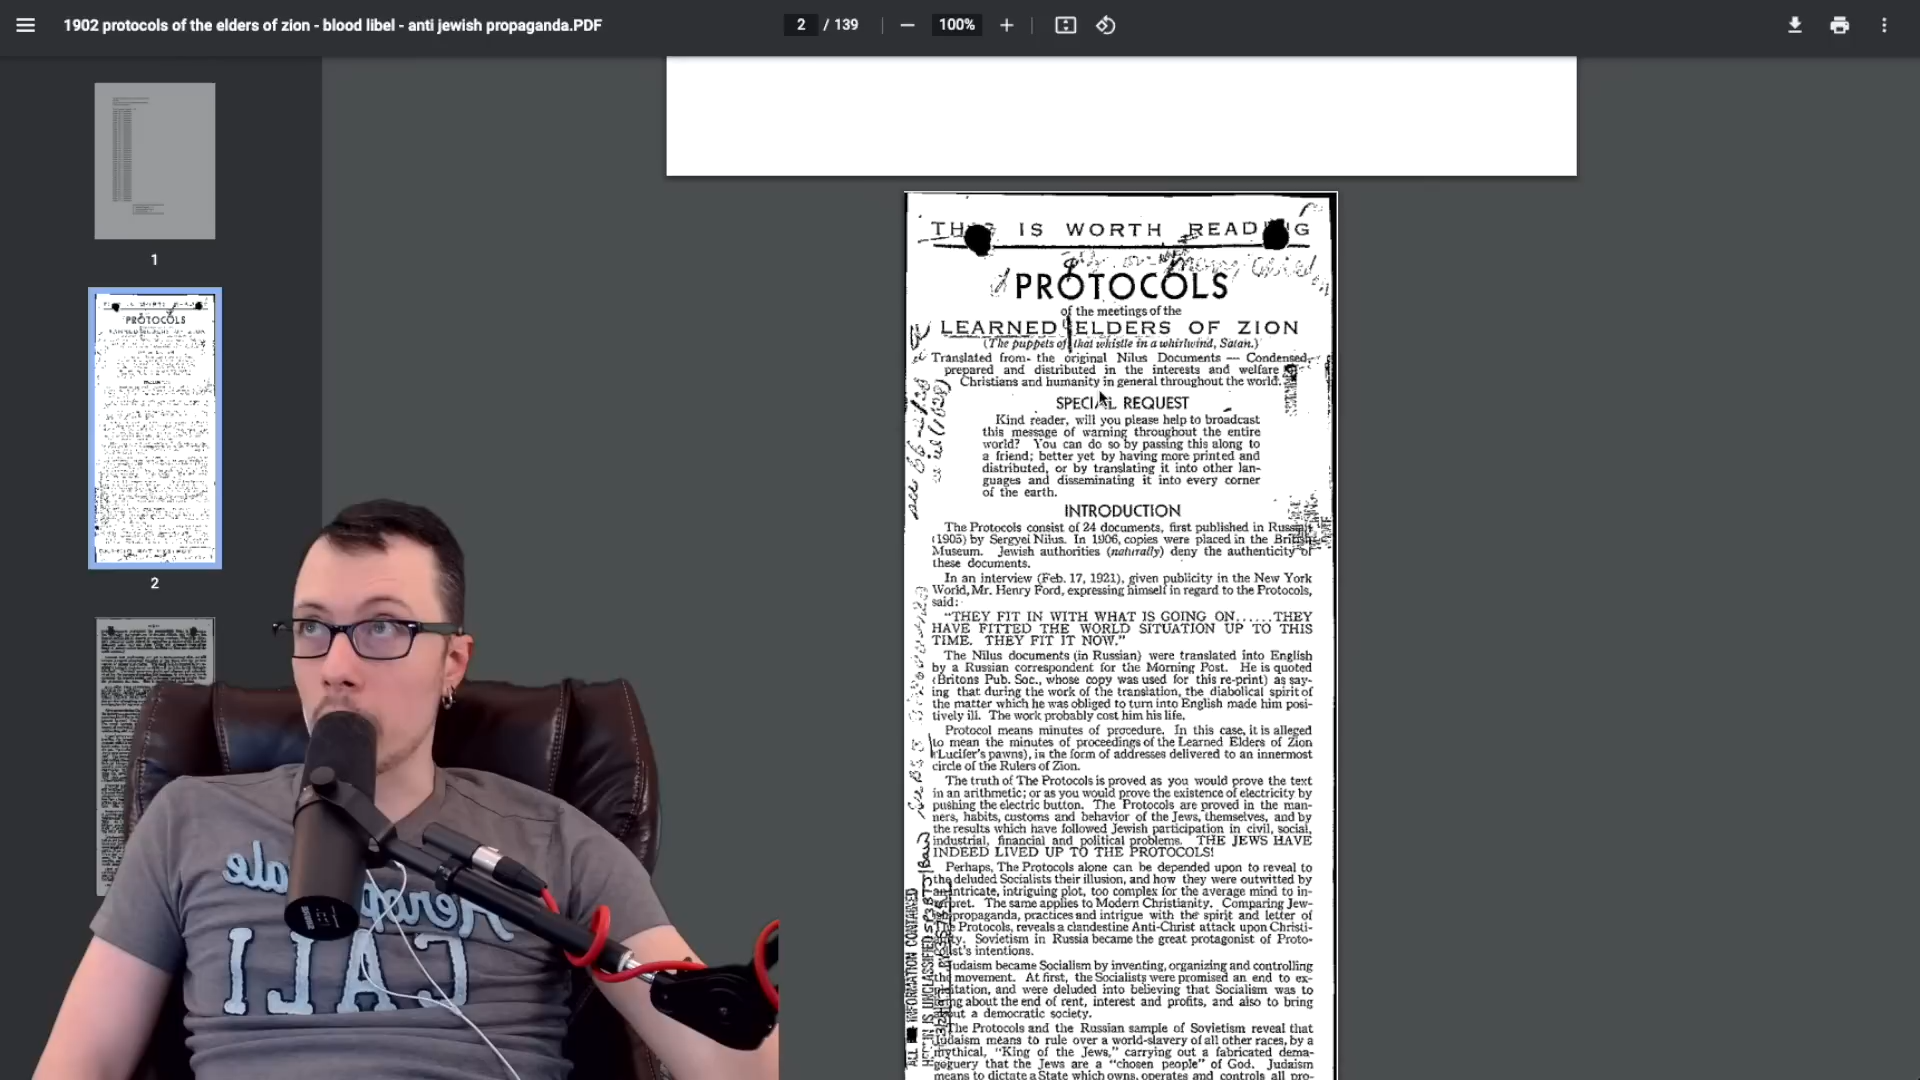 1902 protocols of the elders of zion - blood libel - anti jewish propaganda.PDF
2 / 139
100%
1
2
IS WORTH
PROTOCOLS
of the meetings of the
LEARNED ELDERS OF ZION
(The puppets of that whistle in a whirlwind, Satan.)
Translated from the original Nilus Documents — Condensed,
prepared and distributed in the interests and welfare
Christians and humanity in general throughout the world.
SPECIAL REQUEST
Kind reader, will you please help to broadcast
this message of warning throughout the entire
world? You can do so by passing this along to
a friend; better yet by having more printed and
distributed, or by translating it into other lan-
guages and disseminating it into every corner
of the earth.
INTRODUCTION
The Protocols consist of 24 documents, first published in
(1905) by Sergyei Nilus. In 1906, copies were placed in the
Museum. Jewish authorities (naturally) deny the authenticity of
these documents.
In an interview (Feb. 17, 1921), given publicity in the New York
World, Mr. Henry Ford, expressing himself in regard to the Protocols,
said:
"THEY FIT IN WITH WHAT IS GOING ON......THEY
HAVE FITTED THE WORLD SITUATION UP TO THIS
TIME. THEY FIT IT NOW."
The Nilus documents (in Russian) were translated into English
by a Russian correspondent for the Morning Post. He is quoted
(Britons Pub. Soc., whose copy was used for this re-print) as say-
ing that during the work of the translation, the diabolical spirit of
the matter which he was obliged to turn into English made him posi-
tively ill. The work probably cost him his life.
Protocol means minutes of procedure. In this case, it is alleged
to mean the minutes of proceedings of the Learned Elders of Zion
(Lucifer's pawns), in the form of addresses delivered to an innermost
circle of the Rulers of Zion.
The truth of The Protocols is proved as you would prove the text
in an arithmetic; or as you would prove the existence of electricity by
pushing the electric button. The Protocols are proved in the man-
ners, habits, customs and behavior of the Jews, themselves, and by
the results which have followed Jewish participation in civil, social,
industrial, financial and political problems. THE JEWS HAVE
INDEED LIVED UP TO THE PROTOCOLS!
Perhaps, The Protocols alone can be depended upon to reveal to
the deluded Socialists their illusion, and how they were outwitted by
an intricate, intriguing plot, too complex for the average mind to in-
The same applies to Modern Christianity. Comparing Jew-
propaganda, practices and intrigue with the spirit and letter of
The Protocols, reveals a clandestine Anti-Christ attack upon Christi-
Sovietism in Russia became the great protagonist of Proto-
intentions.
Judaism became Socialism by inventing, organizing and controlling
the movement. At first, the Socialists were promised an end to ex-
and were deluded into believing that Socialism was to
about the end of rent, interest and profits, and also to bring
a democratic society.
The Protocols and the Russian sample of Sovietism reveal that
Judaism means to rule over a world-slavery of all other races, by a
mythical, "King of the Jews," carrying out a fabricated dema-
goguery that the Jews are a "chosen people" of God. Judaism
means to dictate a State which owns, operates and controls all pro-
CALI